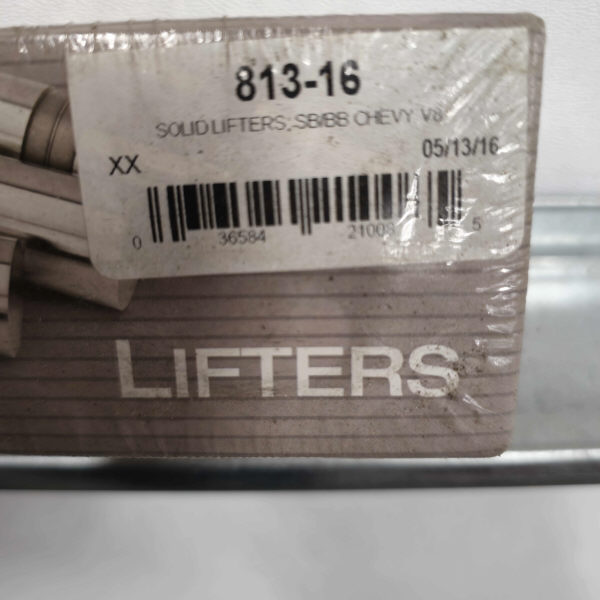 813-16
SOLID LIFTERS, SB/BB CHEVY V8
XX
05/13/16
0 36584 21008 5
LIFTERS